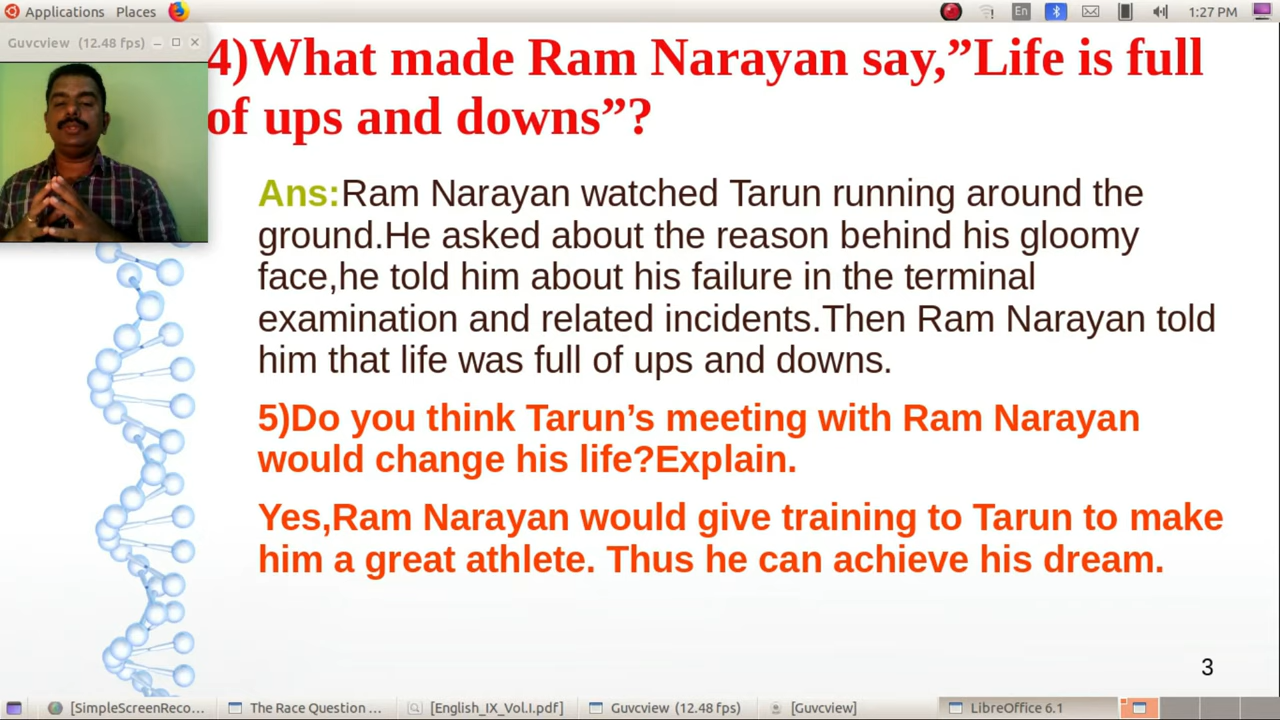 Applications Places En 1:27 PM
Guvcview (12.48 fps)
4)What made Ram Narayan say,”Life is full
of ups and downs”?
Ans:Ram Narayan watched Tarun running around the
ground.He asked about the reason behind his gloomy
face,he told him about his failure in the terminal
examination and related incidents.Then Ram Narayan told
him that life was full of ups and downs.
5)Do you think Tarun’s meeting with Ram Narayan
would change his life?Explain.
Yes,Ram Narayan would give training to Tarun to make
him a great athlete. Thus he can achieve his dream.
3
[SimpleScreenReco... The Race Question ... [English_IX_Vol.I.pdf] Guvcview (12.48 fps) [Guvcview] LibreOffice 6.1